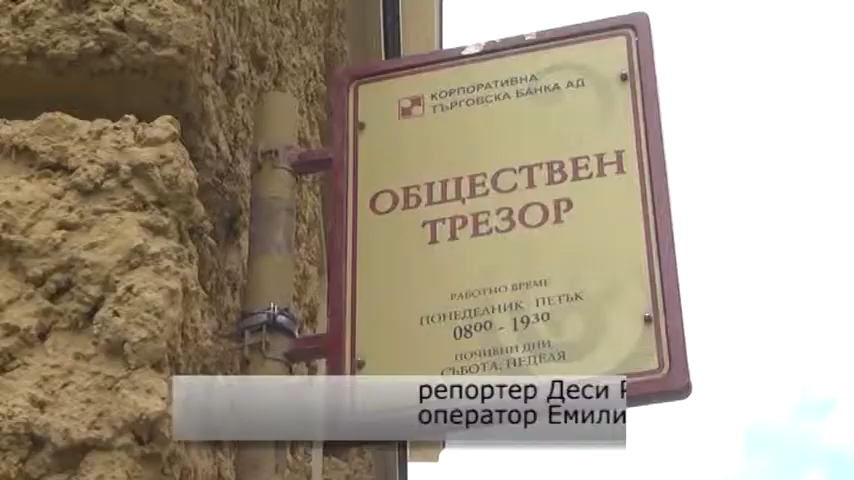 КОРПОРАТИВНА
ТЪРГОВСКА БАНКА АД
ОБЩЕСТВЕН
ТРЕЗОР
РАБОТНО ВРЕМЕ
ПОНЕДЕЛНИК ПЕТЪК
08⁰⁰ - 19³⁰
ПОЧИВНИ ДНИ
СЪБОТА, НЕДЕЛЯ
репортер Деси
оператор Емили